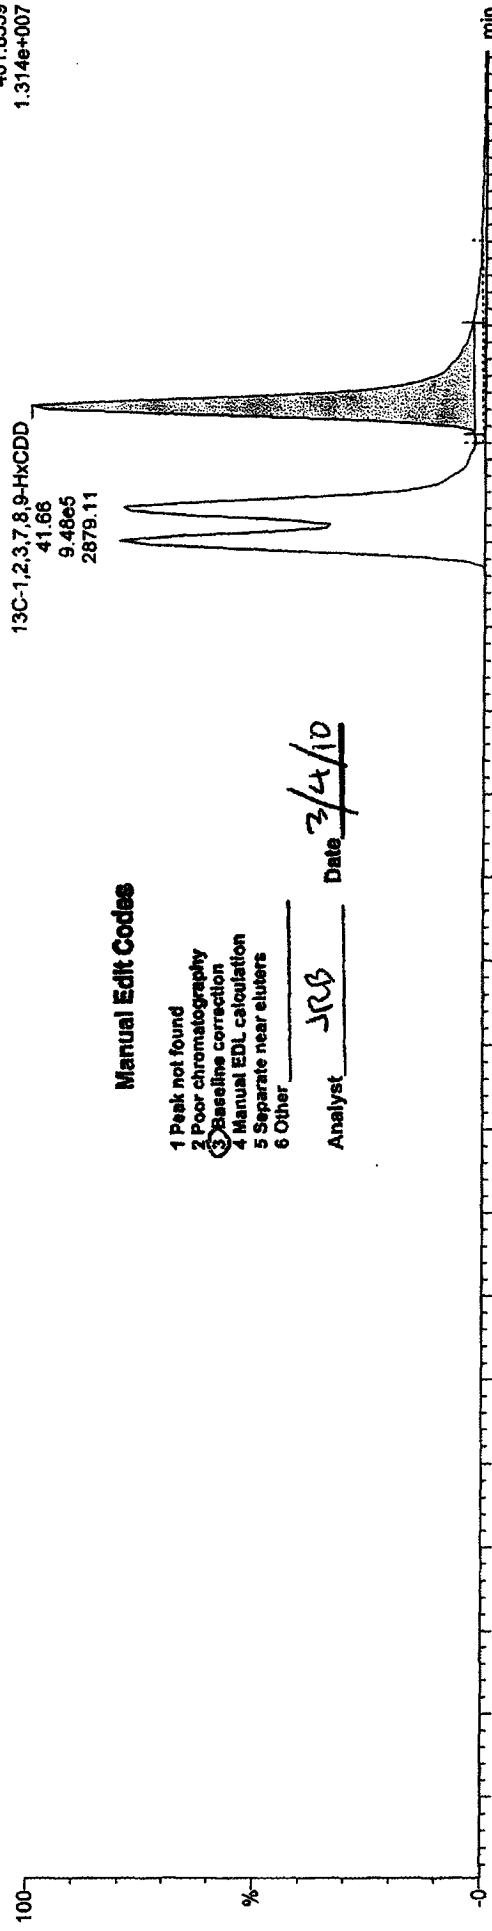 1.314e+007
13C-1,2,3,7,8,9-HxCDD
41.66
9.48e5
2879.11
Manual Edit Codes
1 Peak not found
2 Poor chromatography
3 Baseline correction
4 Manual EDL calculation
5 Separate near eluters
6 Other
Analyst JRB Date 3/4/10
100
%
-0
min